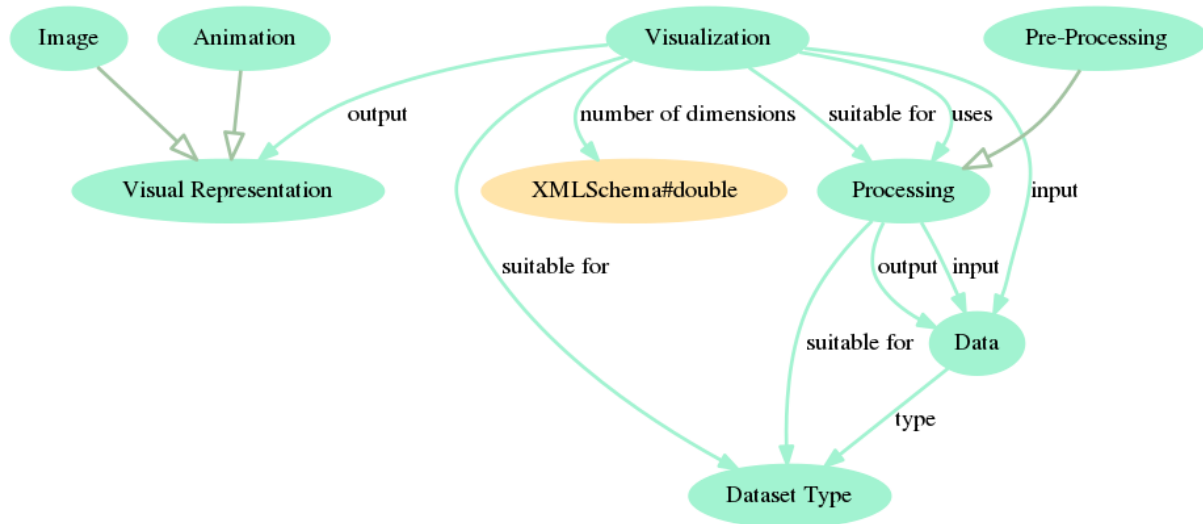 Image
Animation
Visualization
Pre-Processing
output
number of dimensions
suitable for
uses
Visual Representation
XMLSchema#double
Processing
input
suitable for
output
input
suitable for
Data
type
Dataset Type